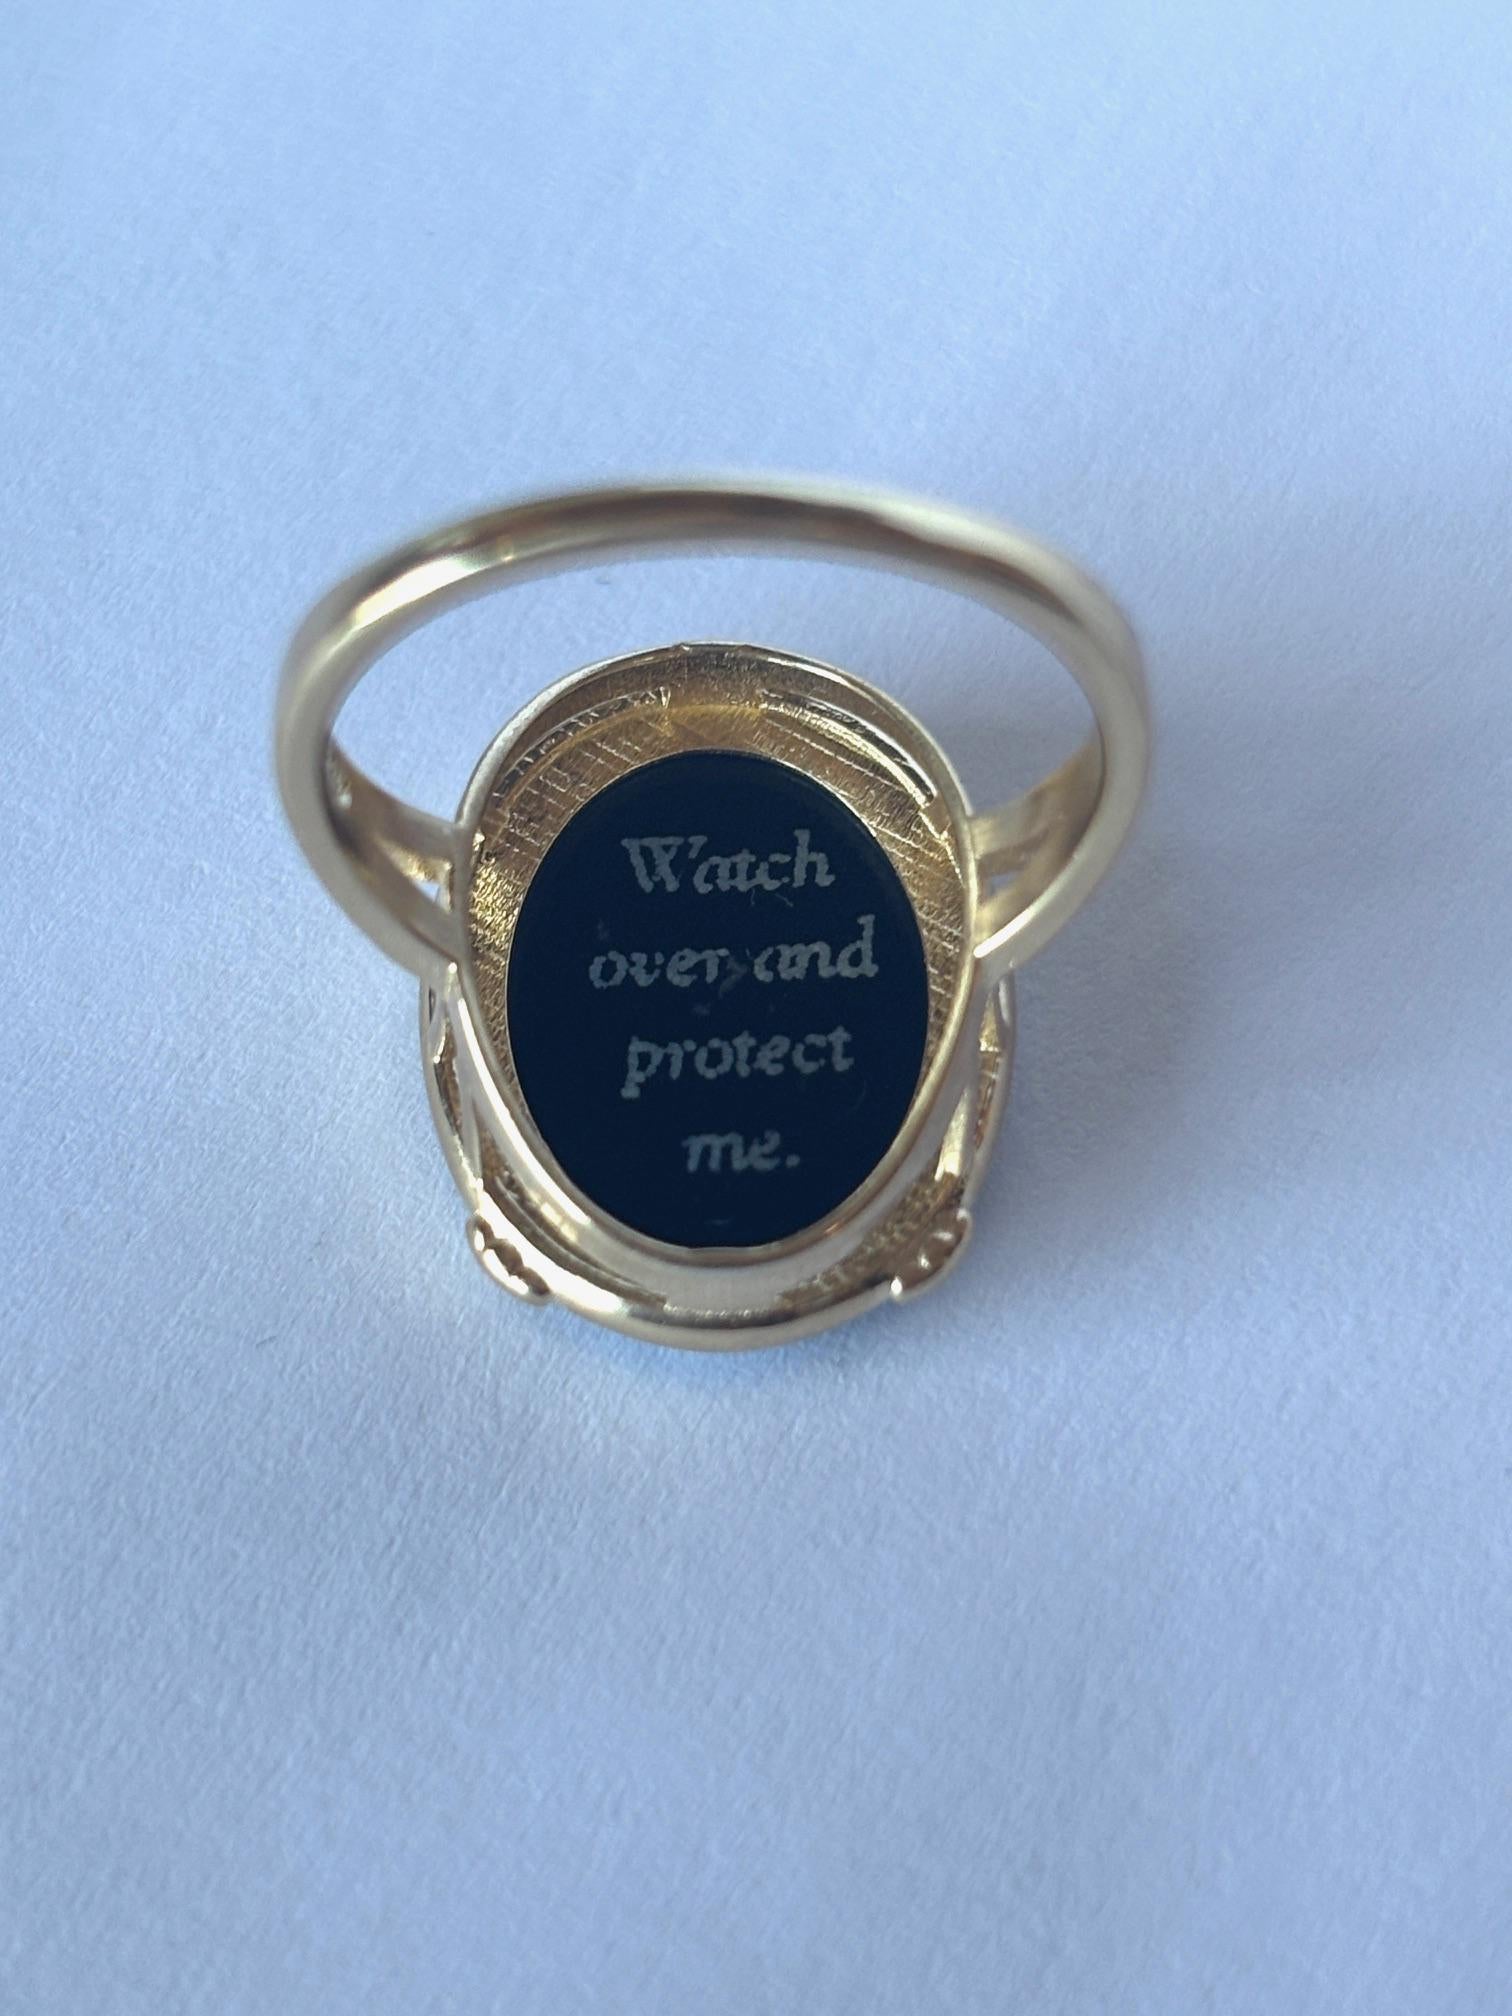 Watch
over and
protect
me.